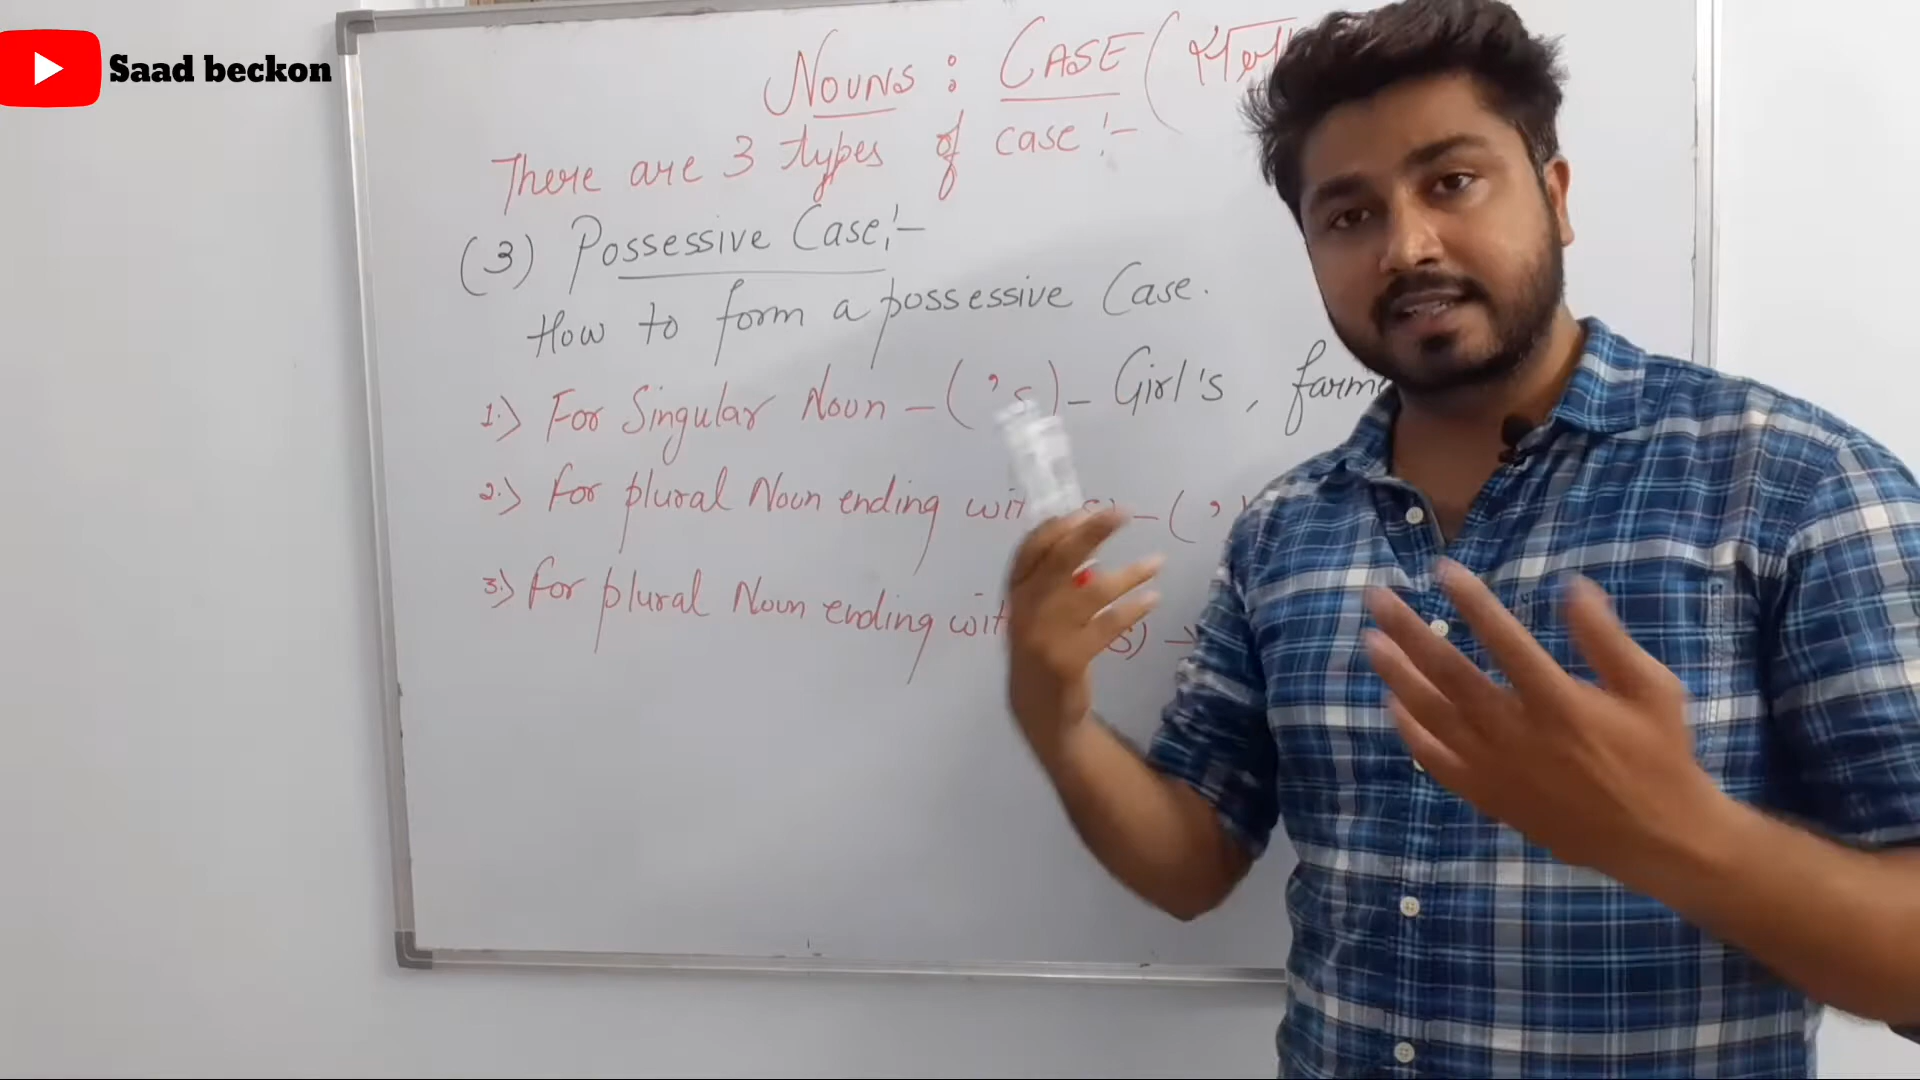 Saad beckon
NOUNS : CASE (
There are 3 types of case :-
(3) Possessive Case :-
How to form a possessive Case.
1.) For Singular Noun - ('s) - Girl's ,
2.) For plural Noun ending - (')
3.) For plural Noun ending →